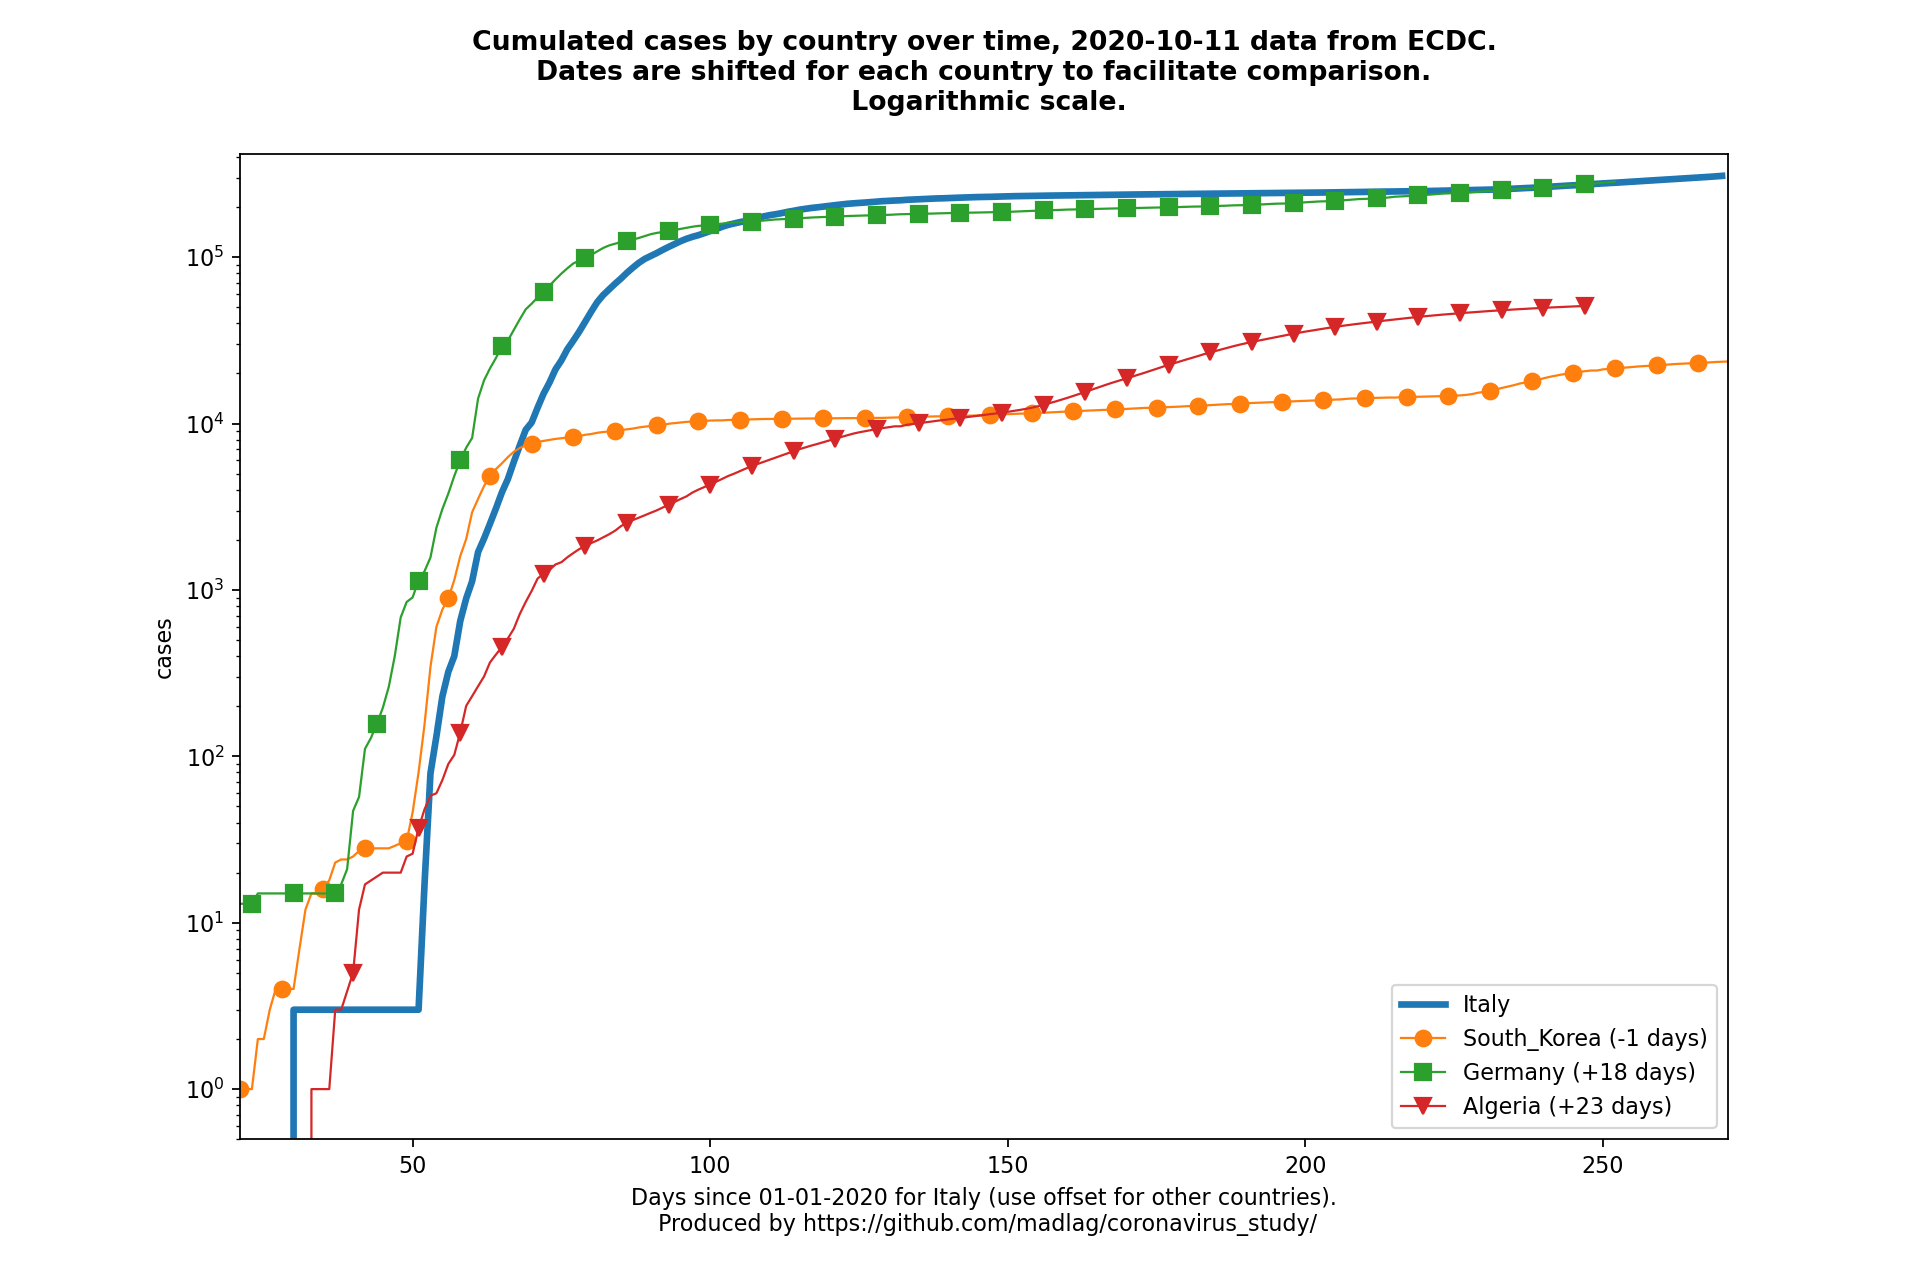 Cumulated cases by country over time, 2020-10-11 data from ECDC.
Dates are shifted for each country to facilitate comparison.
Logarithmic scale.
cases
10^5
10^4
10^3
10^2
10^1
10^0
Italy
South_Korea (-1 days)
Germany (+18 days)
Algeria (+23 days)
50 100 150 200 250
Days since 01-01-2020 for Italy (use offset for other countries).
Produced by https://github.com/madlag/coronavirus_study/